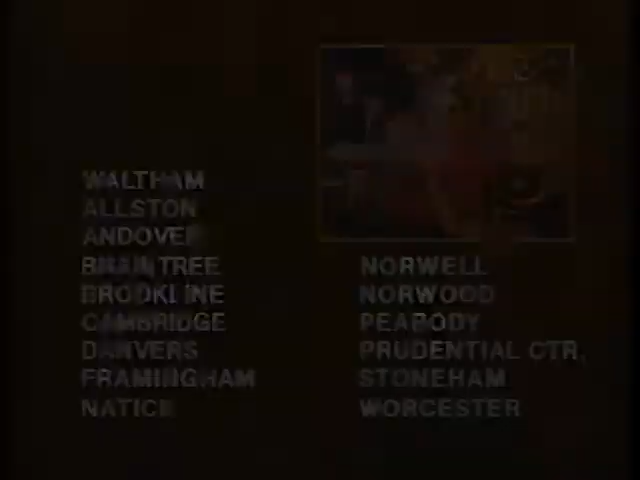 WALTHAM
ALLSTON
ANDOVER
BRAINTREE
BROOKLINE
CAMBRIDGE
DANVERS
FRAMINGHAM
NATICK
NORWELL
NORWOOD
PEABODY
PRUDENTIAL CTR.
STONEHAM
WORCESTER